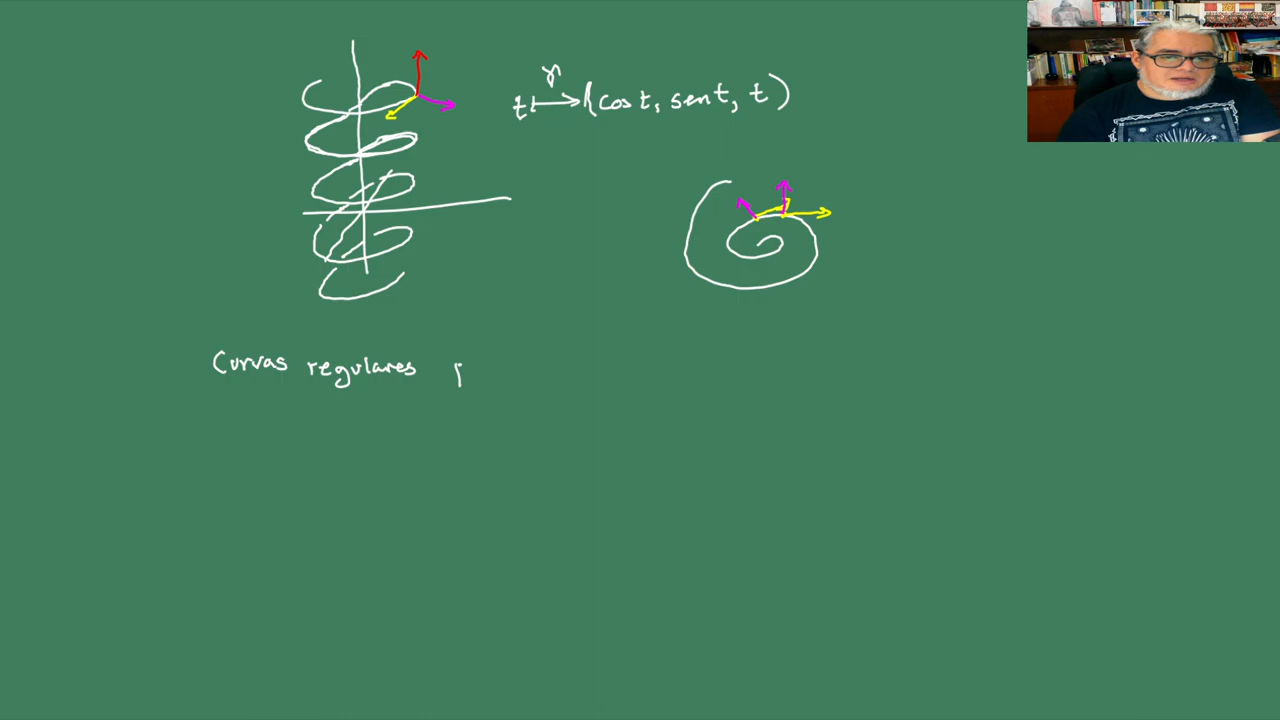 t ↦ (cos t, sen t, t)
γ
Curvas regulares p